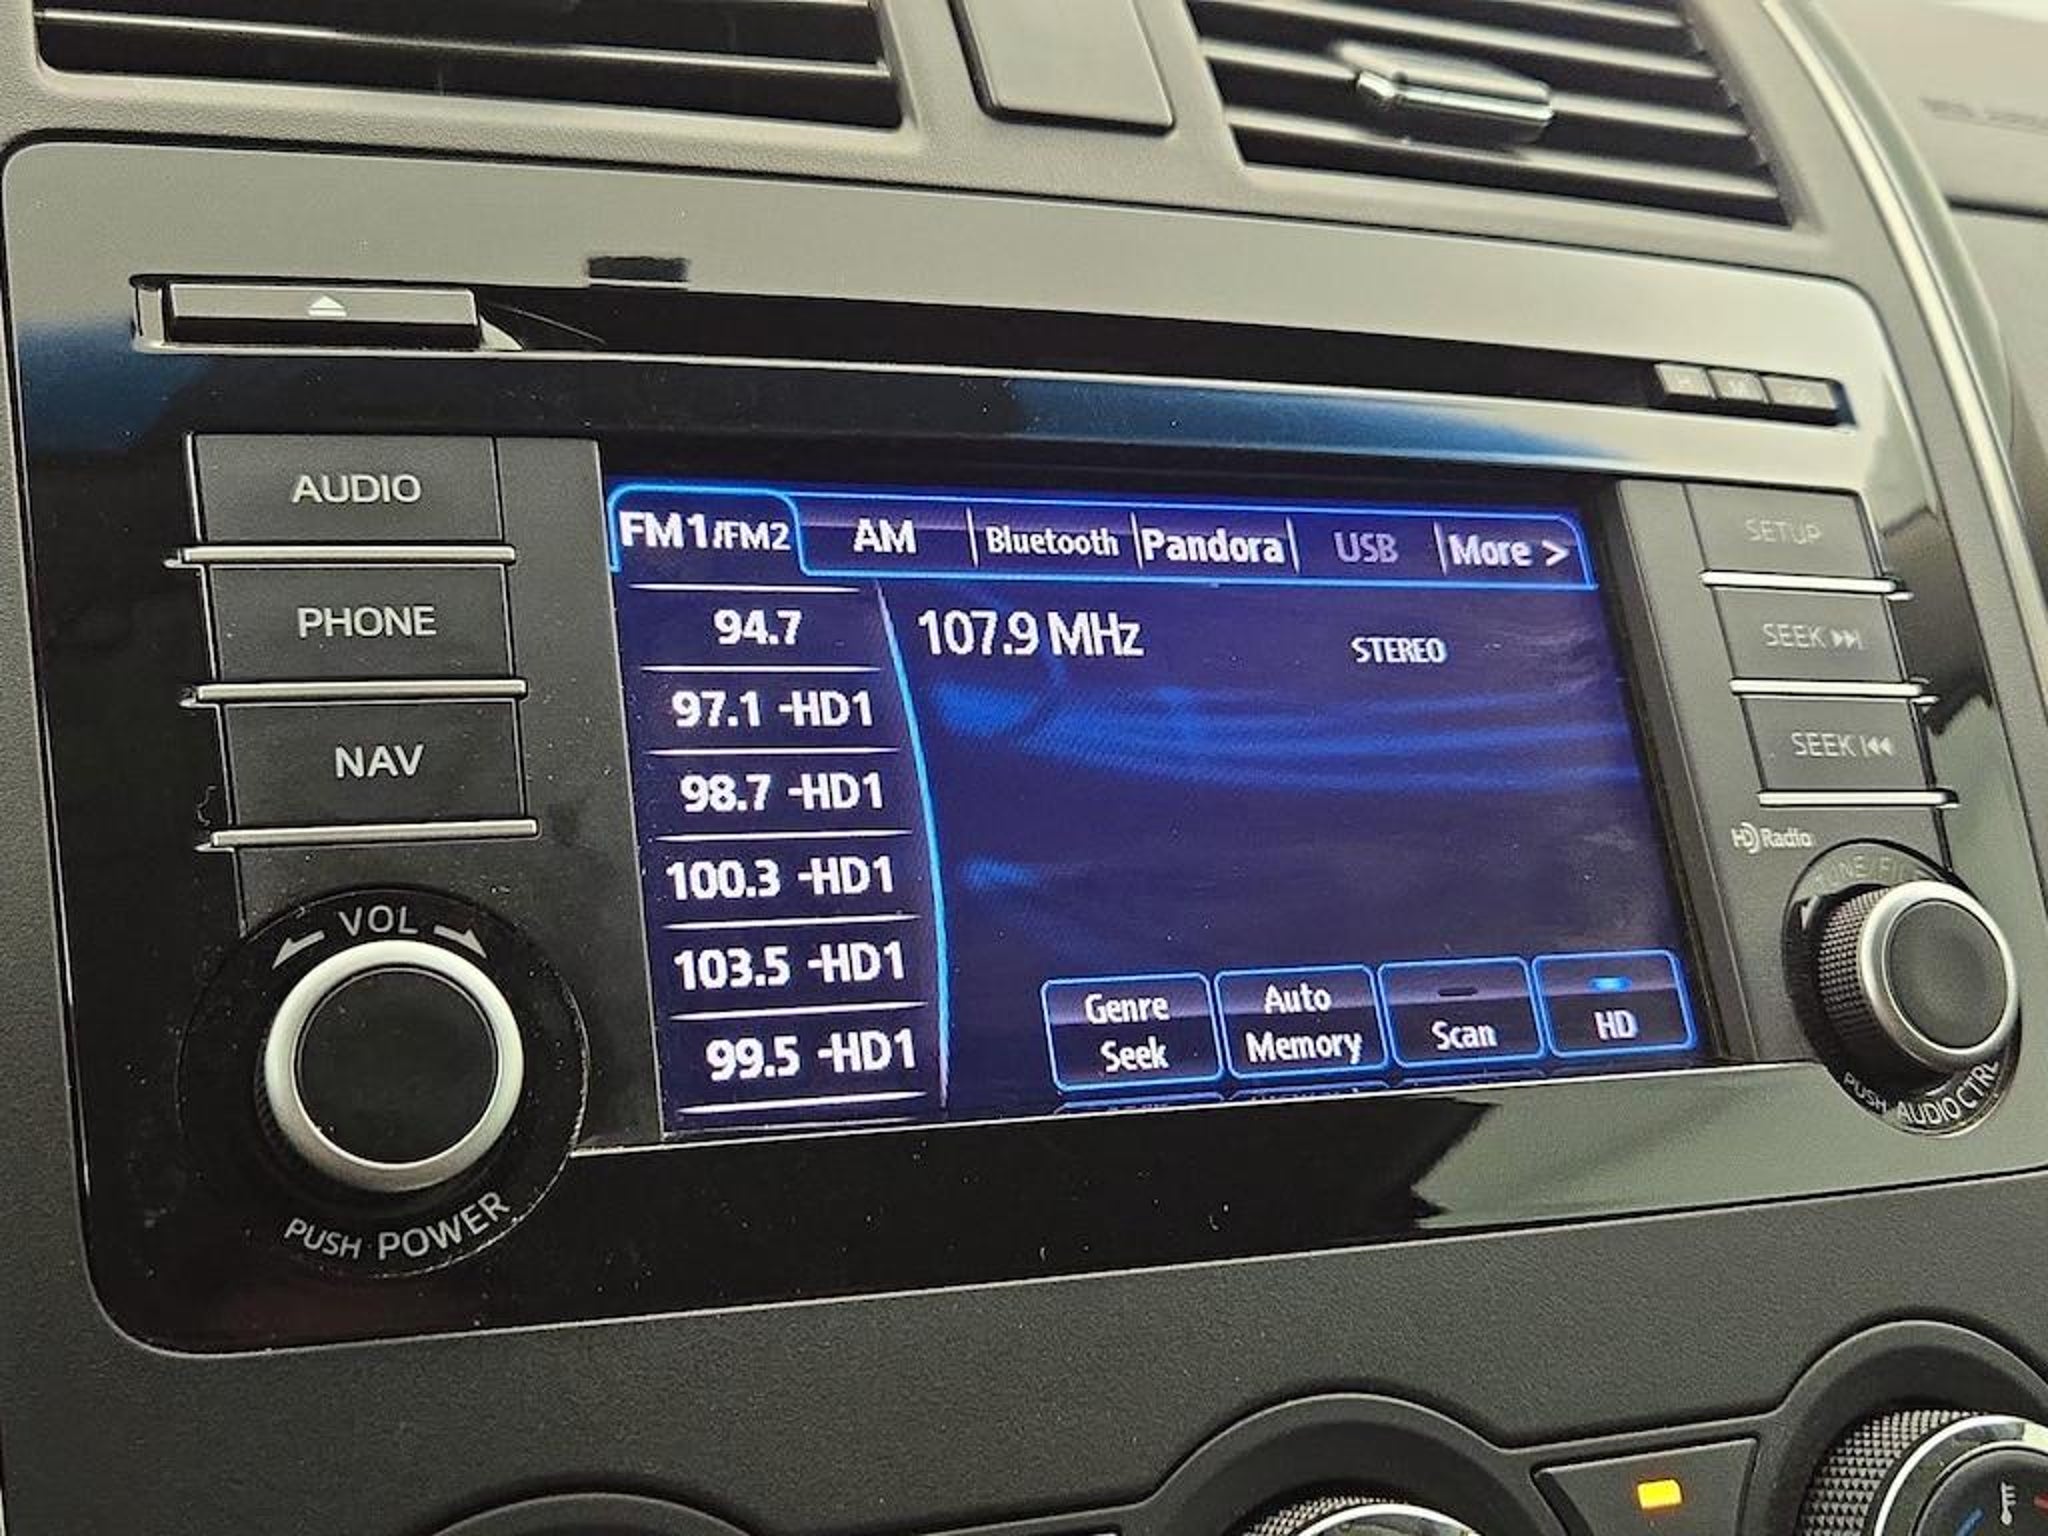 AUDIO
PHONE
NAV
VOL
PUSH POWER
FM1/FM2 AM Bluetooth Pandora USB More >
94.7
97.1 -HD1
98.7 -HD1
100.3 -HD1
103.5 -HD1
99.5 -HD1
107.9 MHz STEREO
Genre Seek
Auto Memory
Scan
HD
SETUP
SEEK
SEEK
HD Radio
PUSH AUDIO CTRL